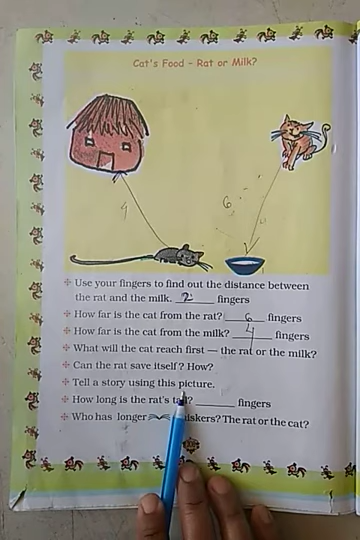 Cat's Food – Rat or Milk?
4
6
4
Use your fingers to find out the distance between
the rat and the milk. 2 fingers
How far is the cat from the rat? 6 fingers
How far is the cat from the milk? 4 fingers
What will the cat reach first — the rat or the milk?
Can the rat save itself? How?
Tell a story using this picture.
How long is the rat's tail? ______ fingers
Who has longer whiskers? The rat or the cat?